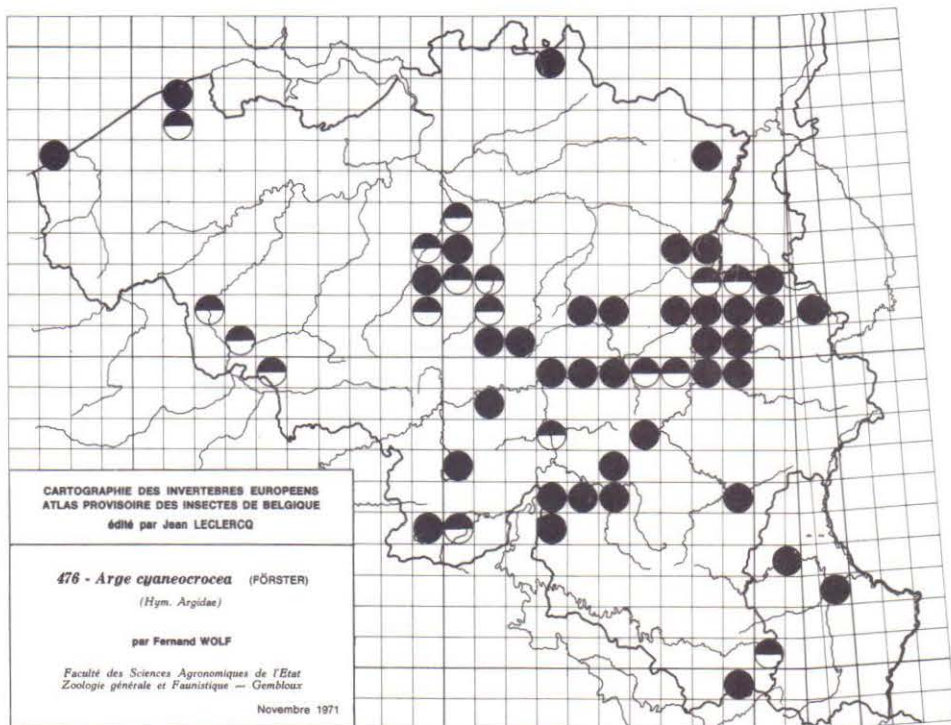 CARTOGRAPHIE DES INVERTEBRES EUROPEENS
ATLAS PROVISOIRE DES INSECTES DE BELGIQUE
édité par Jean LECLERCQ
476 - Arge cyaneocrocea (FÖRSTER)
(Hym. Argidae)
par Fernand WOLF
Faculté des Sciences Agronomiques de l'Etat
Zoologie générale et Faunistique — Gembloux
Novembre 1971